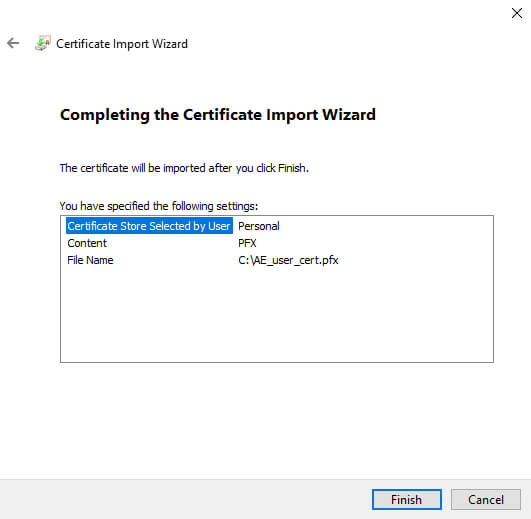 Certificate Import Wizard
Completing the Certificate Import Wizard
The certificate will be imported after you click Finish.
You have specified the following settings:
Certificate Store Selected by User Personal
Content PFX
File Name C:\AE_user_cert.pfx
Finish Cancel